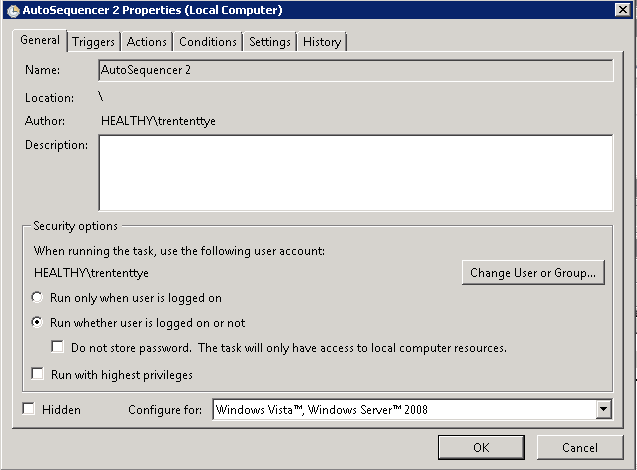 AutoSequencer 2 Properties (Local Computer)
General Triggers Actions Conditions Settings History
Name: AutoSequencer 2
Location: \
Author: HEALTHY\trententtye
Description:
Security options
When running the task, use the following user account:
HEALTHY\trententtye
Change User or Group...
Run only when user is logged on
Run whether user is logged on or not
Do not store password. The task will only have access to local computer resources.
Run with highest privileges
Hidden Configure for: Windows Vista™, Windows Server™ 2008
OK Cancel